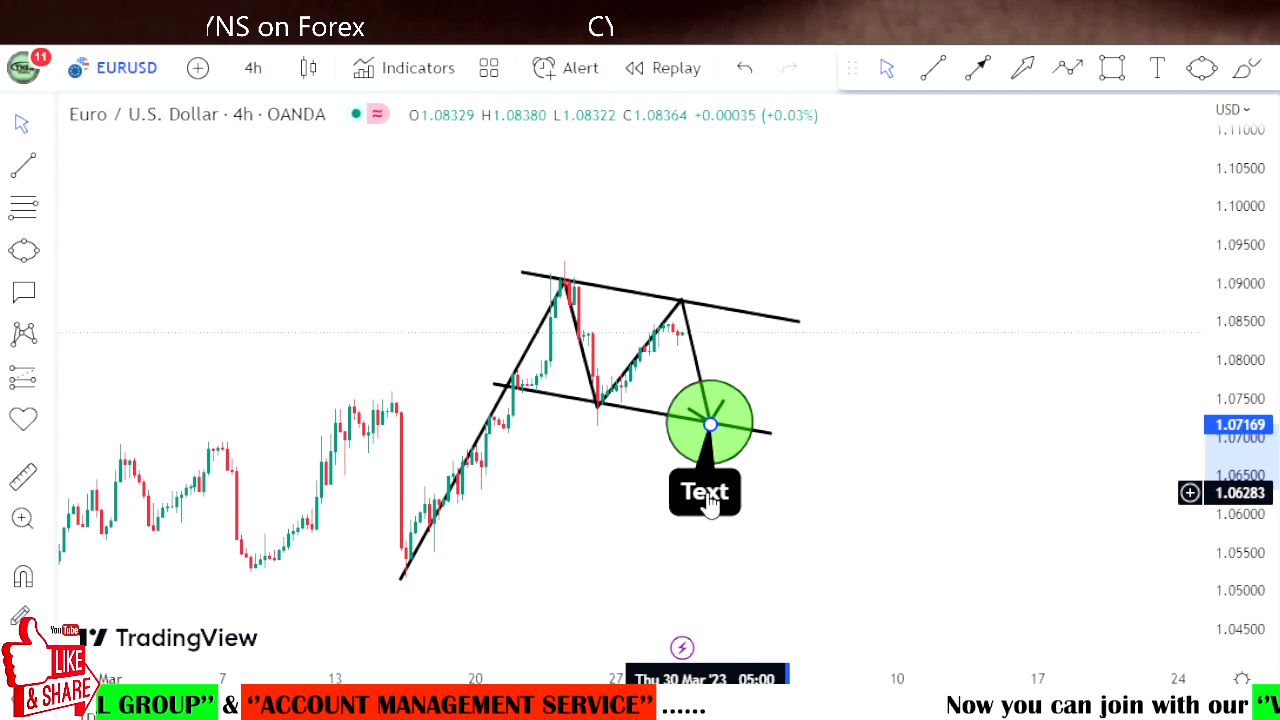 YNS on Forex CY
11 EURUSD 4h Indicators Alert Replay T
Euro / U.S. Dollar · 4h · OANDA O1.08329 H1.08380 L1.08322 C1.08364 +0.00035 (+0.03%) USD
1.11000
1.10500
1.10000
1.09500
1.09000
1.08500
1.08000
1.07500
1.07169
1.07000
1.06500
Text 1.06283
1.06000
1.05500
1.05000
1.04500
YouTube
TradingView
LIKE
& SHARE
Mar 7 13 20 27 Thu 30 Mar '23 05:00 10 17 24
L GROUP" & "ACCOUNT MANAGEMENT SERVICE" ...... Now you can join with our "V